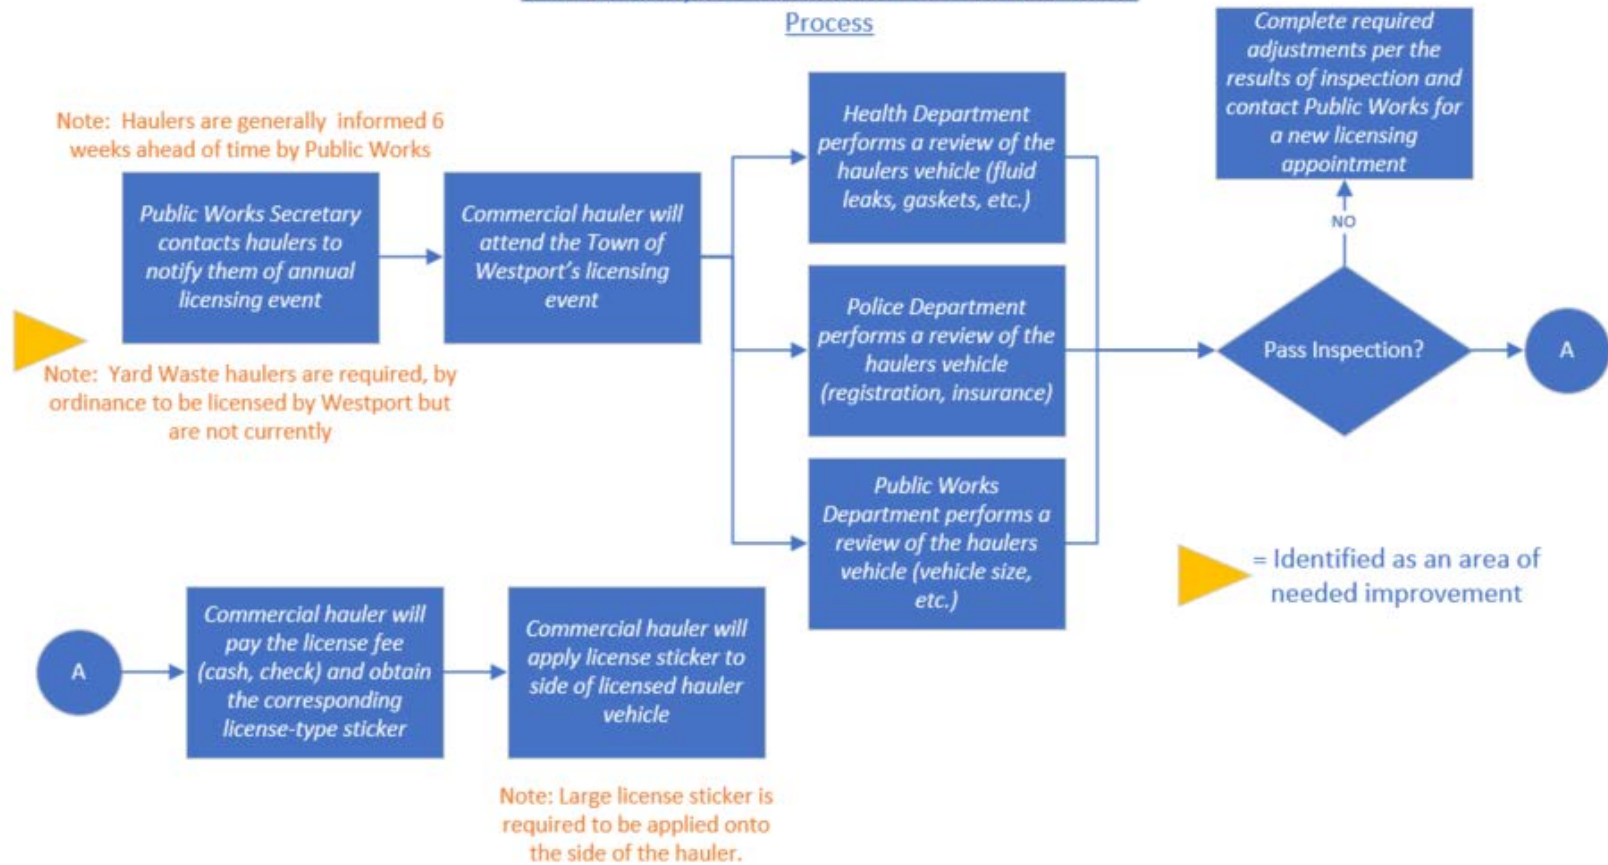 Process
Note: Haulers are generally informed 6
weeks ahead of time by Public Works
Public Works Secretary
contacts haulers to
notify them of annual
licensing event
Commercial hauler will
attend the Town of
Westport's licensing
event
Health Department
performs a review of the
haulers vehicle (fluid
leaks, gaskets, etc.)
Police Department
performs a review of the
haulers vehicle
(registration, insurance)
Public Works
Department performs a
review of the haulers
vehicle (vehicle size,
etc.)
Complete required
adjustments per the
results of inspection and
contact Public Works for
a new licensing
appointment
NO
Pass Inspection?
A
Note: Yard Waste haulers are required, by
ordinance to be licensed by Westport but
are not currently
= Identified as an area of
needed improvement
A
Commercial hauler will
pay the license fee
(cash, check) and obtain
the corresponding
license-type sticker
Commercial hauler will
apply license sticker to
side of licensed hauler
vehicle
Note: Large license sticker is
required to be applied onto
the side of the hauler.